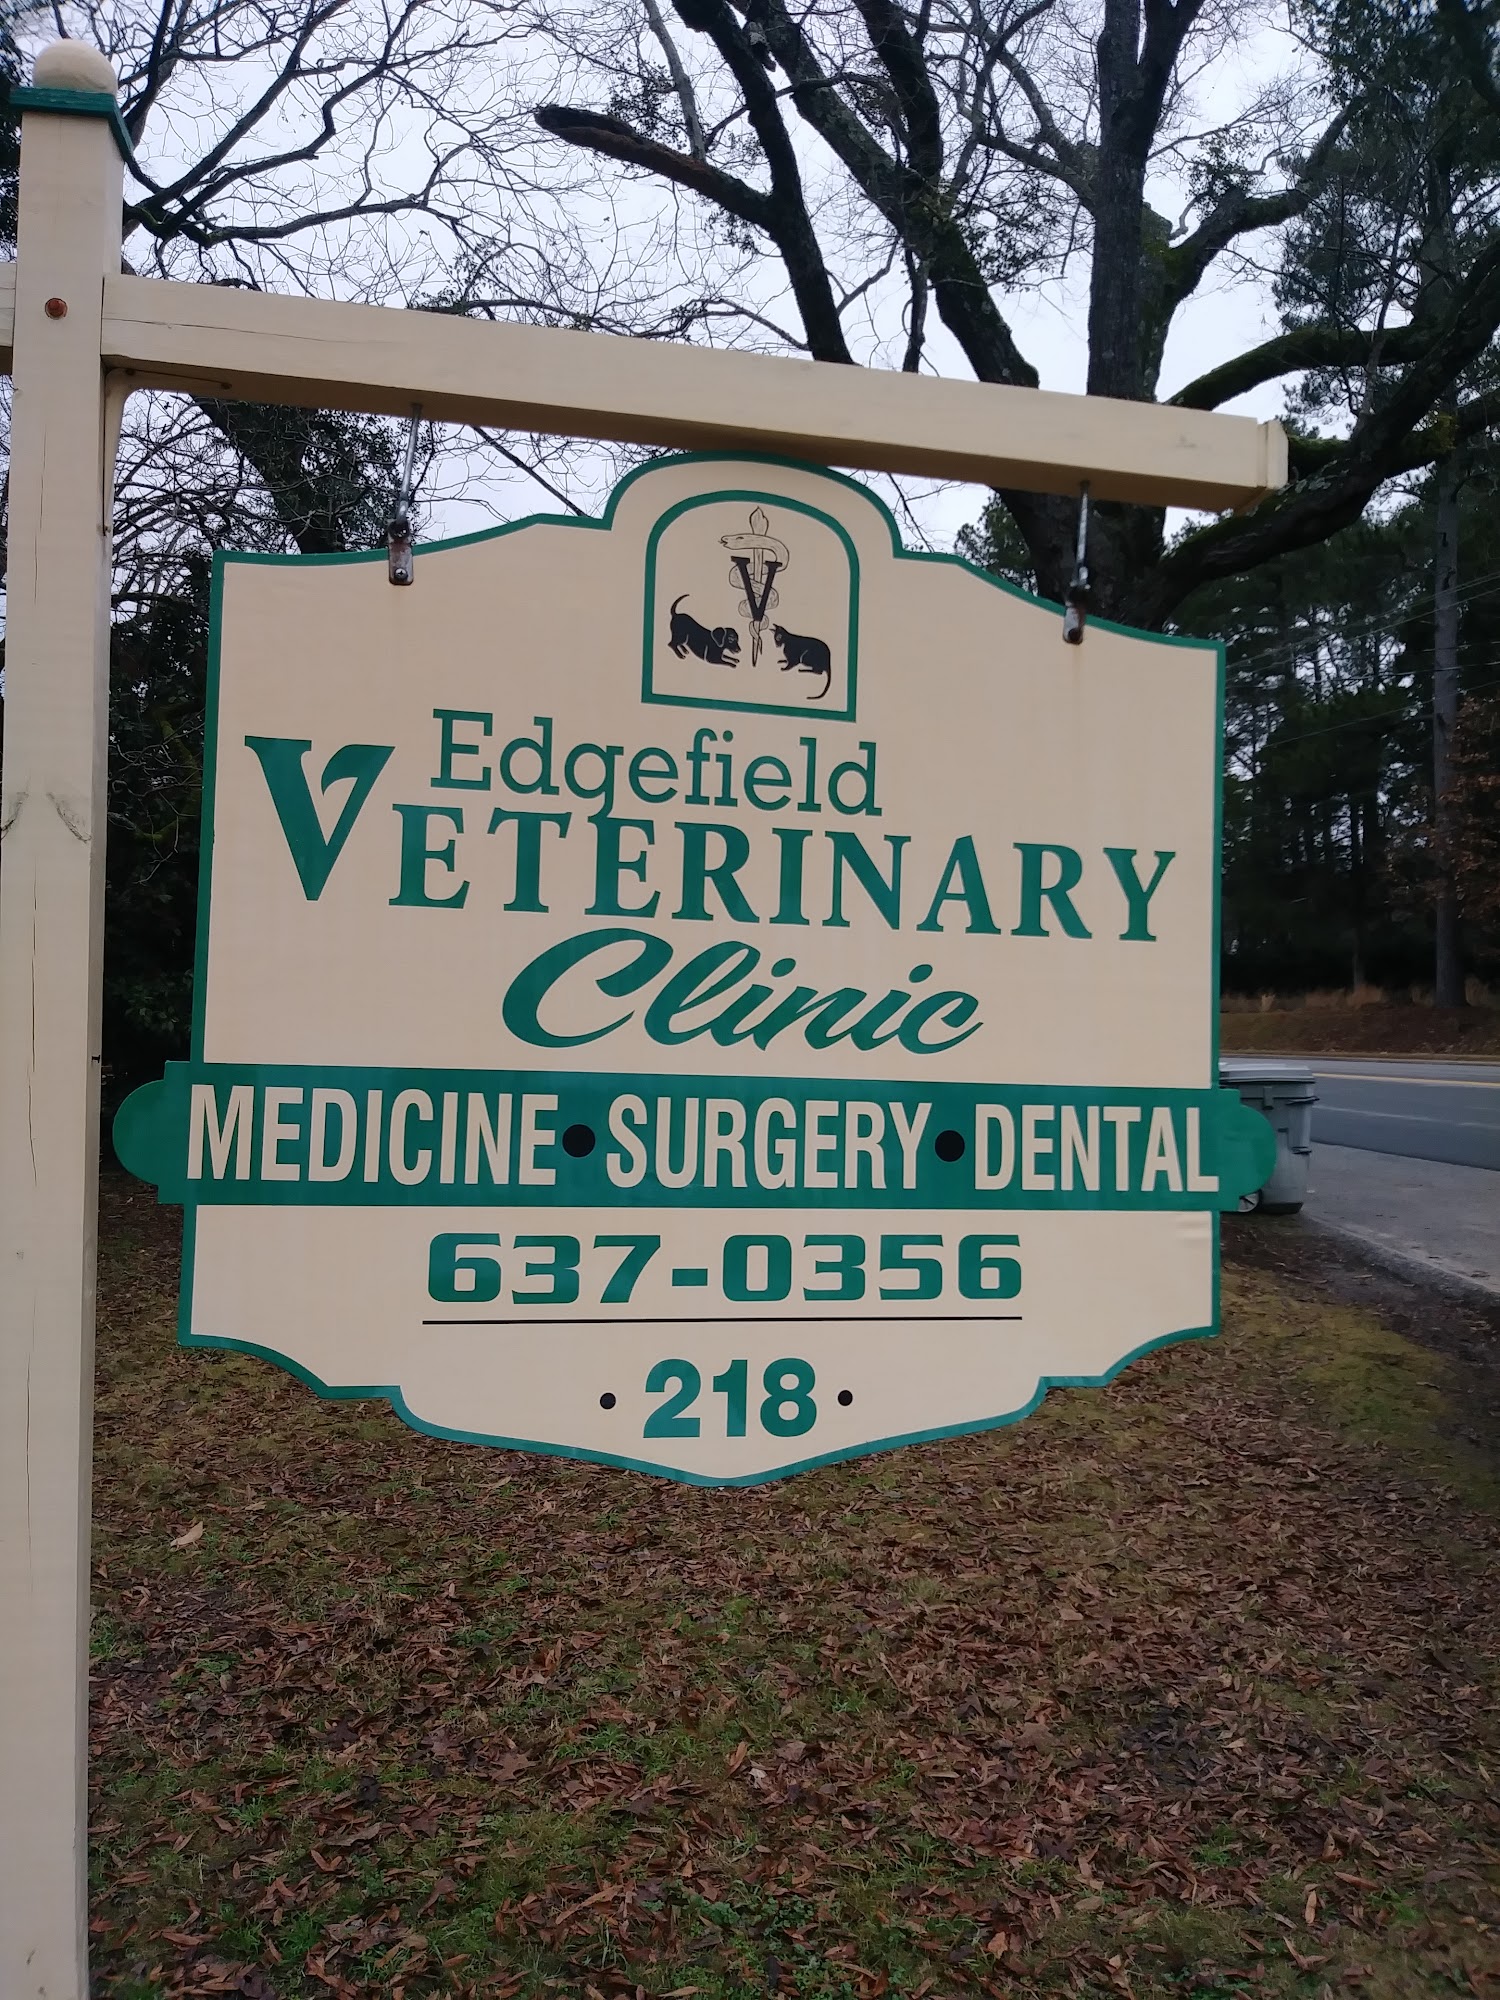 V
Edgefield
VETERINARY
Clinic
MEDICINE • SURGERY • DENTAL
637-0356
• 218 •